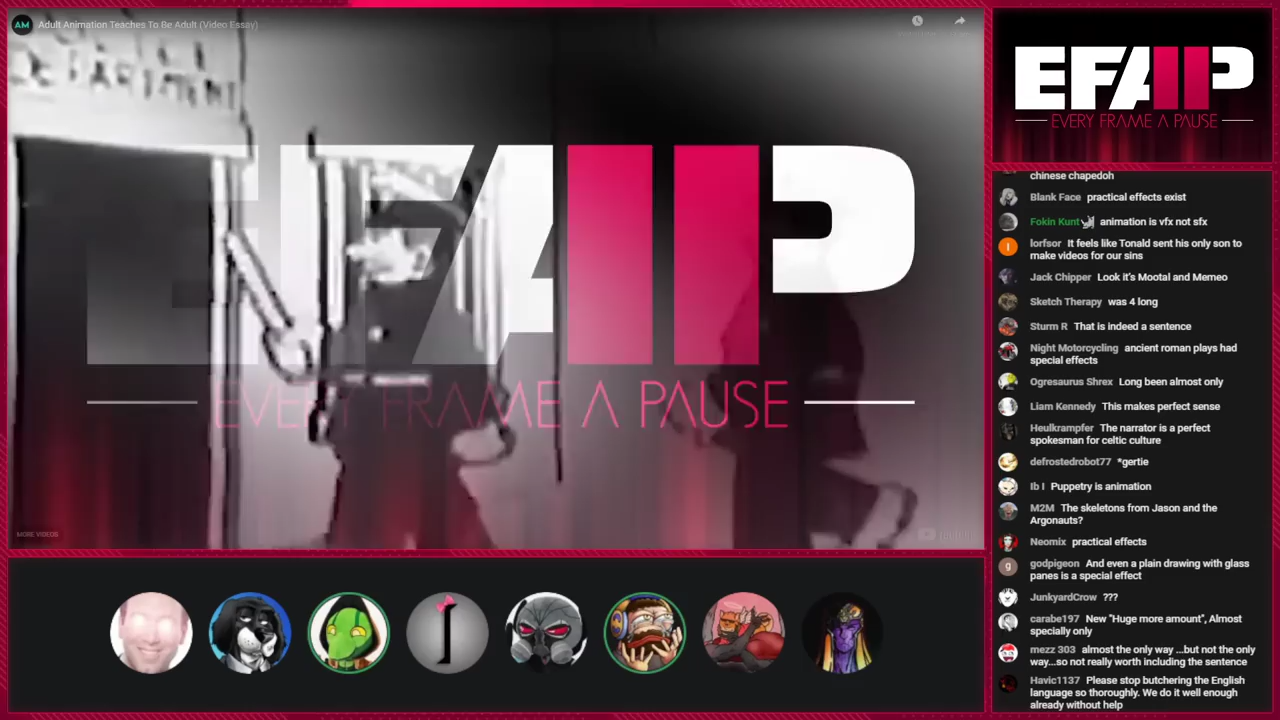 AM Adult Animation Teaches To Be Adult (Video Essay)
EFAP
EVERY FRAME A PAUSE
MORE VIDEOS
EFAP
EVERY FRAME A PAUSE
chinese chapedoh
Blank Face practical effects exist
Fokin Kunt animation is vfx not sfx
lorfsor It feels like Tonald sent his only son to
make videos for our sins
Jack Chipper Look it's Mootal and Memeo
Sketch Therapy was 4 long
Sturm R That is indeed a sentence
Night Motorcycling ancient roman plays had
special effects
Ogresaurus Shrex Long been almost only
Liam Kennedy This makes perfect sense
Heulkrampfer The narrator is a perfect
spokesman for celtic culture
defrostedrobot77 *gertie
Ib I Puppetry is animation
M2M The skeletons from Jason and the
Argonauts?
Neomix practical effects
g godpigeon And even a plain drawing with glass
panes is a special effect
JunkyardCrow ???
carabe197 New "Huge more amount", Almost
specially only
mezz 303 almost the only way ...but not the only
way...so not really worth including the sentence
Havic1137 Please stop butchering the English
language so thoroughly. We do it well enough
already without help